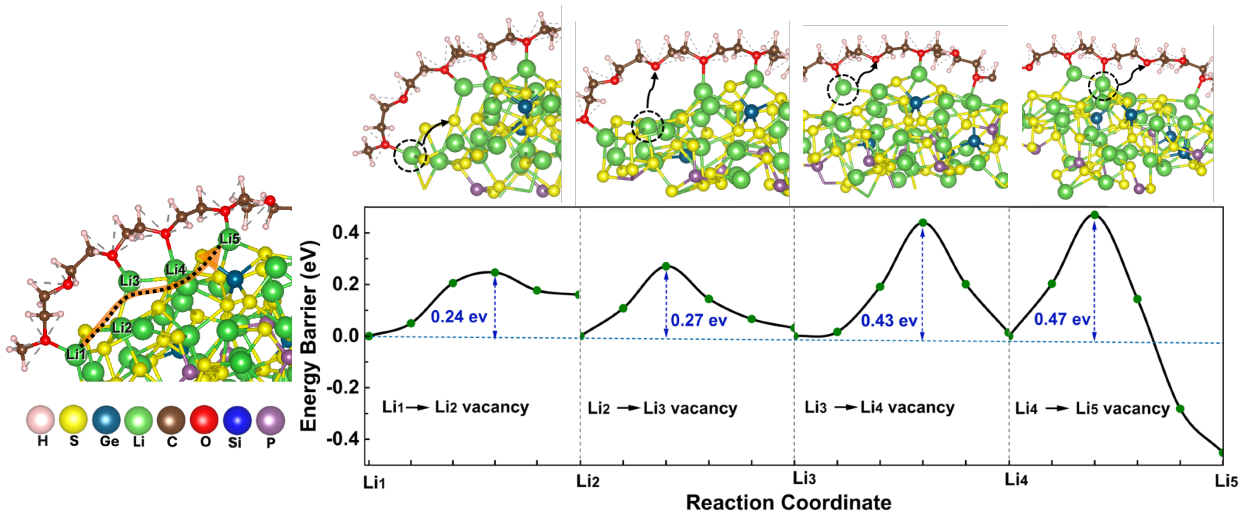 Li5
Li4
Li3
Li2
Li1
H S Ge Li C O Si P
Energy Barrier (eV)
0.4
0.2
0.0
-0.2
-0.4
0.24 ev
0.27 ev
0.43 ev
0.47 ev
Li1 → Li2 vacancy
Li2 → Li3 vacancy
Li3 → Li4 vacancy
Li4 → Li5 vacancy
Li1 Li2 Li3 Li4 Li5
Reaction Coordinate